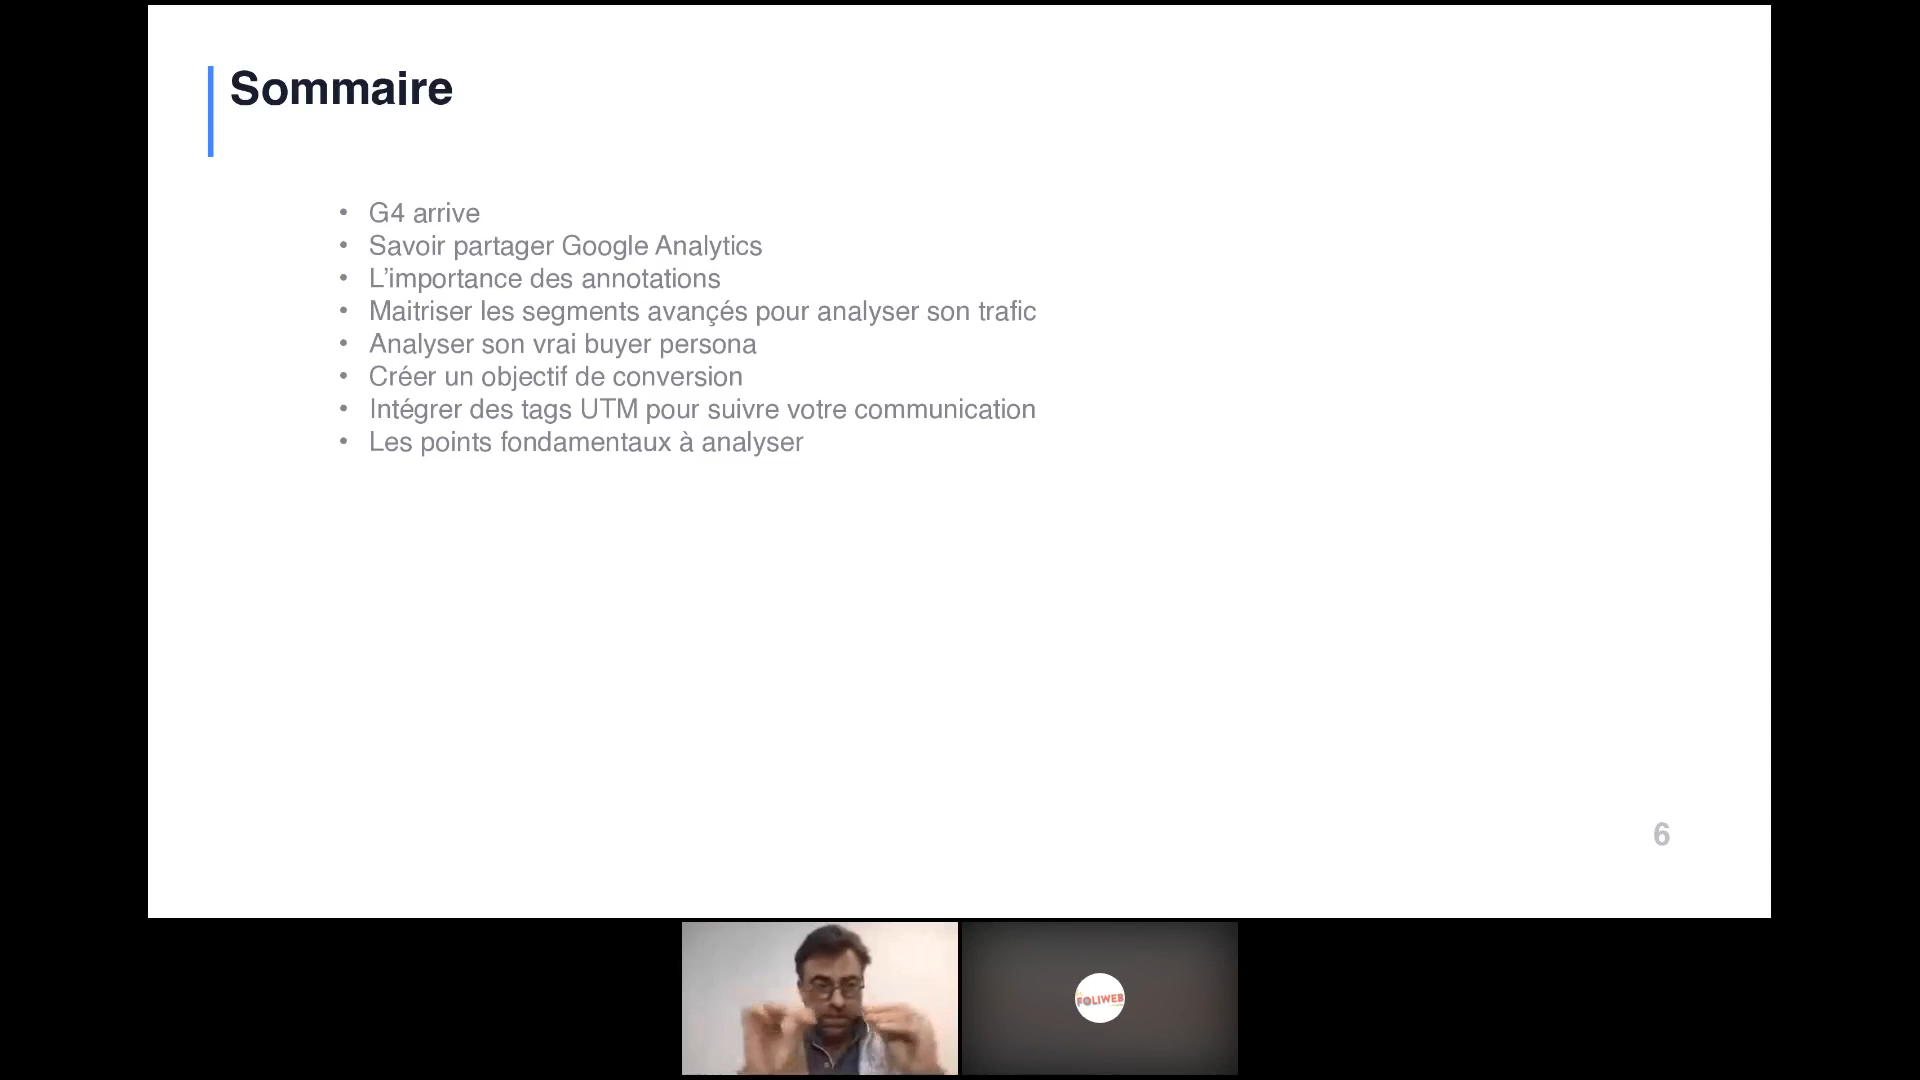 Sommaire
• G4 arrive
• Savoir partager Google Analytics
• L’importance des annotations
• Maitriser les segments avançés pour analyser son trafic
• Analyser son vrai buyer persona
• Créer un objectif de conversion
• Intégrer des tags UTM pour suivre votre communication
• Les points fondamentaux à analyser
6
FOLIWEB